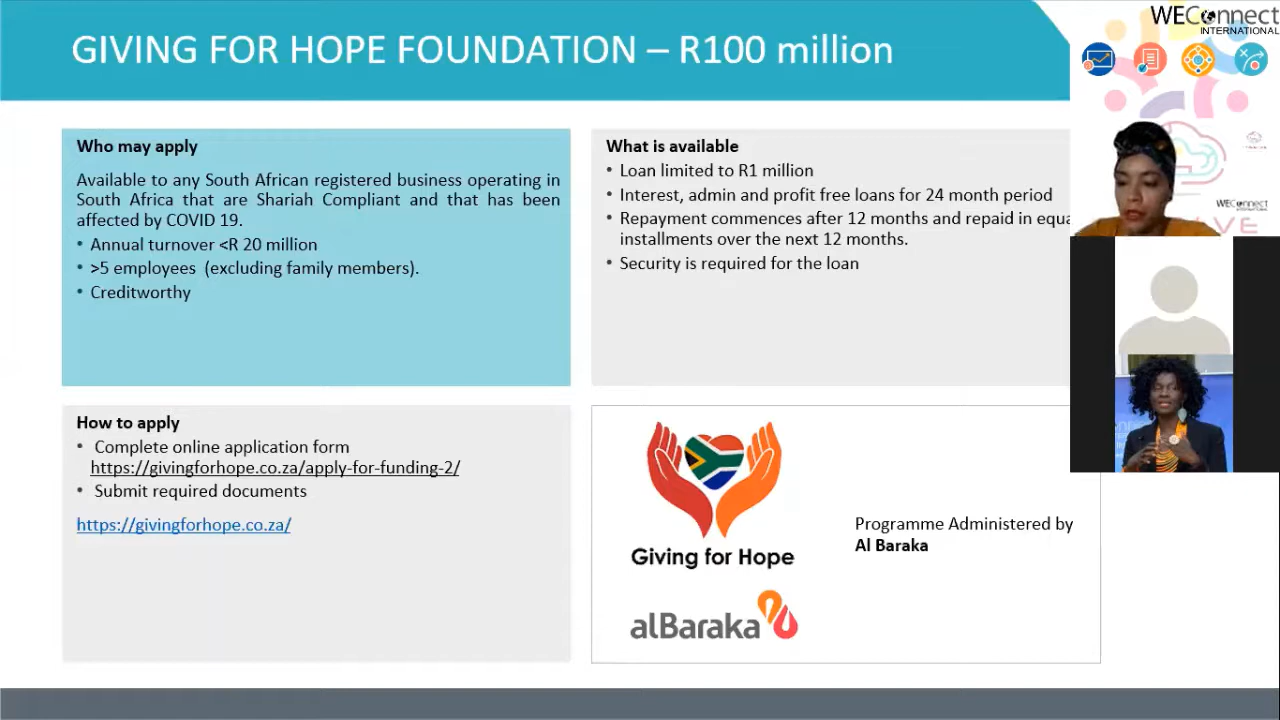 GIVING FOR HOPE FOUNDATION – R100 million
WEConnect
INTERNATIONAL
Who may apply
Available to any South African registered business operating in
South Africa that are Shariah Compliant and that has been
affected by COVID 19.
• Annual turnover <R 20 million
• >5 employees (excluding family members).
• Creditworthy
What is available
• Loan limited to R1 million
• Interest, admin and profit free loans for 24 month period
• Repayment commences after 12 months and repaid in equa
installments over the next 12 months.
• Security is required for the loan
WEConnect
How to apply
• Complete online application form
https://givingforhope.co.za/apply-for-funding-2/
• Submit required documents
https://givingforhope.co.za/
Giving for Hope
alBaraka
Programme Administered by
Al Baraka